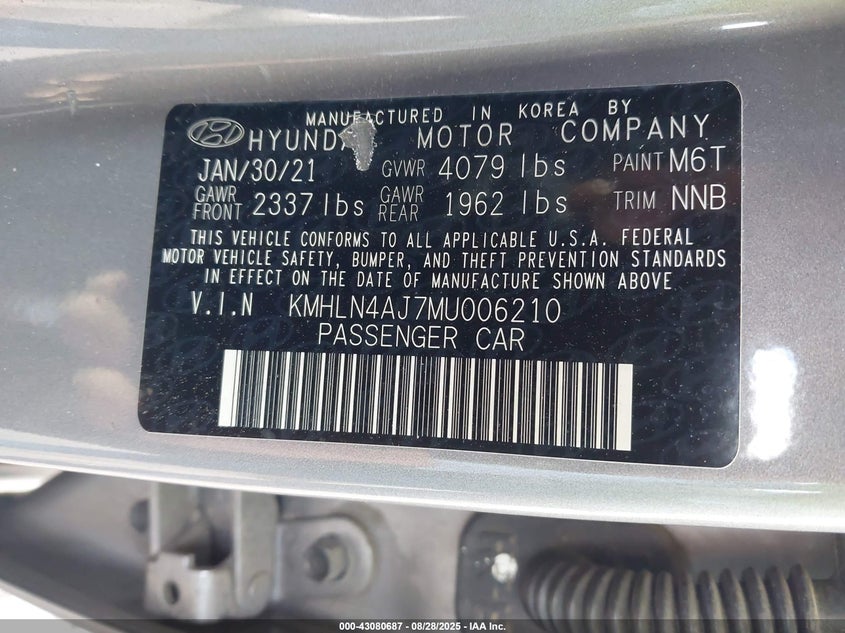 MANUFACTURED IN KOREA BY
HYUNDAI MOTOR COMPANY
JAN/30/21 GVWR 4079 lbs PAINT M6T
GAWR FRONT 2337 lbs GAWR REAR 1962 lbs TRIM NNB
THIS VEHICLE CONFORMS TO ALL APPLICABLE U.S.A. FEDERAL
MOTOR VEHICLE SAFETY, BUMPER, AND THEFT PREVENTION STANDARDS
IN EFFECT ON THE DATE OF MANUFACTURE SHOWN ABOVE
V.I.N KMHLN4AJ7MU006210
PASSENGER CAR
000-43080687 - 08/28/2025 - IAA Inc.